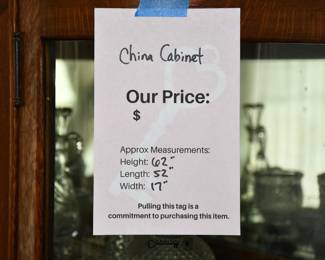 China Cabinet
Our Price:
$
Approx Measurements:
Height: 62"
Length: 52"
Width: 17"
Pulling this tag is a
commitment to purchasing this item.